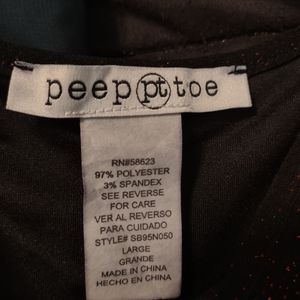 peep pt toe
RN#58623
97% POLYESTER
3% SPANDEX
SEE REVERSE
FOR CARE
VER AL REVERSO
PARA CUIDADO
STYLE# SB95N050
LARGE
GRANDE
MADE IN CHINA
HECHO EN CHINA